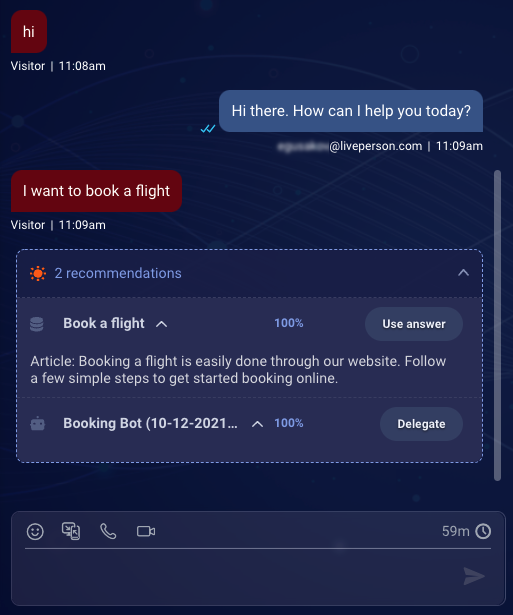 hi
Visitor | 11:08am
Hi there. How can I help you today?
@liveperson.com | 11:09am
I want to book a flight
Visitor | 11:09am
2 recommendations
Book a flight 100% Use answer
Article: Booking a flight is easily done through our website. Follow
a few simple steps to get started booking online.
Booking Bot (10-12-2021... 100% Delegate
59m